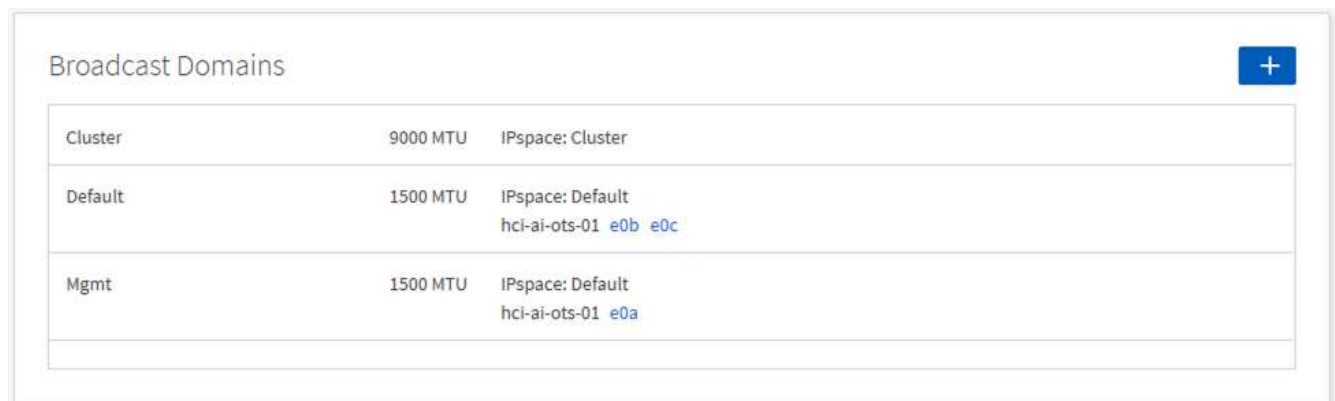 Broadcast Domains
+
Cluster 9000 MTU IPspace: Cluster
Default 1500 MTU IPspace: Default
hci-ai-ots-01 e0b e0c
Mgmt 1500 MTU IPspace: Default
hci-ai-ots-01 e0a